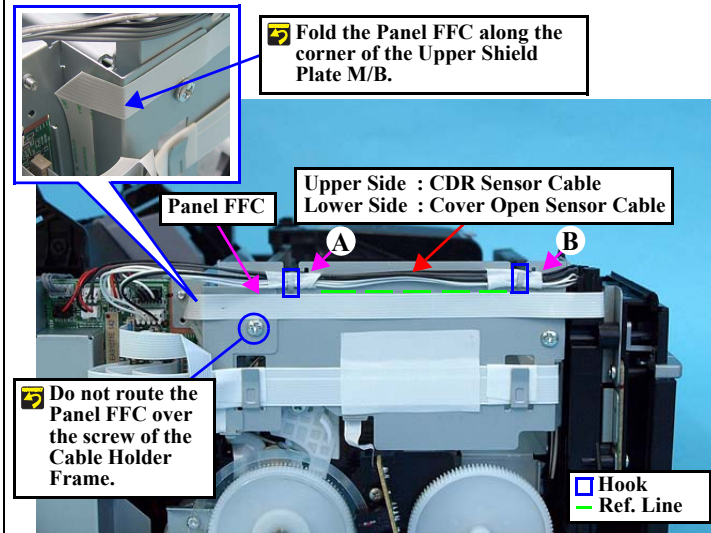 Fold the Panel FFC along the
corner of the Upper Shield
Plate M/B.
Upper Side : CDR Sensor Cable
Lower Side : Cover Open Sensor Cable
Panel FFC
A
B
Do not route the
Panel FFC over
the screw of the
Cable Holder
Frame.
Hook
Ref. Line